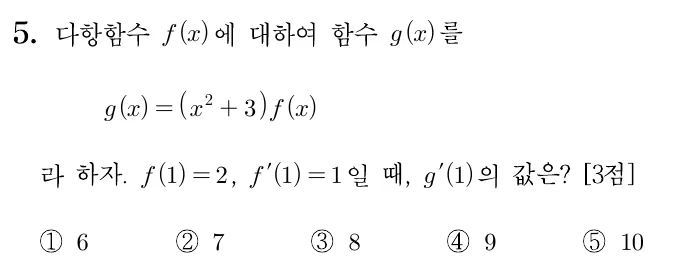 5. 다항함수 f(x)에 대하여 함수 g(x)를
g(x)=(x²+3)f(x)
라 하자. f(1)=2, f′(1)=1일 때, g′(1)의 값은? [3점]
① 6 ② 7 ③ 8 ④ 9 ⑤ 10